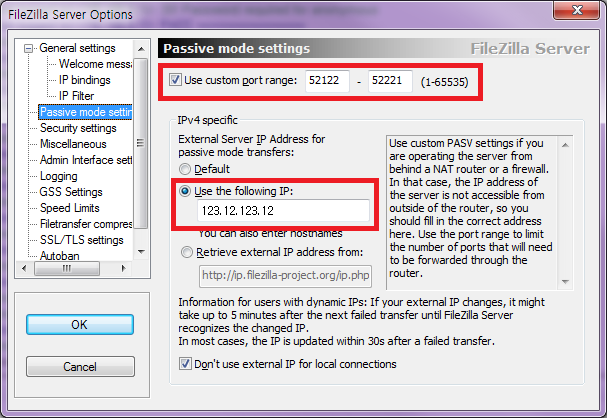 FileZilla Server Options
General settings
Welcome messa
IP bindings
IP Filter
Passive mode settin
Security settings
Miscellaneous
Admin Interface sett
Logging
GSS Settings
Speed Limits
Filetransfer compres
SSL/TLS settings
Autoban
OK
Cancel
Passive mode settings
FileZilla Server
Use custom port range: 52122 - 52221 (1-65535)
IPv4 specific
External Server IP Address for
passive mode transfers:
Default
Use the following IP:
123.12.123.12
You can also enter hostnames
Retrieve external IP address from:
http://ip.filezilla-project.org/ip.php
Use custom PASV settings if you
are operating the server from
behind a NAT router or a firewall.
In that case, the IP address of
the server is not accessible from
outside of the router, so you
should fill in the correct address
here. Use the port range to limit
the number of ports that will need
to be forwarded through the
router.
Information for users with dynamic IPs: If your external IP changes, it might
take up to 5 minutes after the next failed transfer until FileZilla Server
recognizes the changed IP.
In most cases, the IP is updated within 30s after a failed transfer.
Don't use external IP for local connections